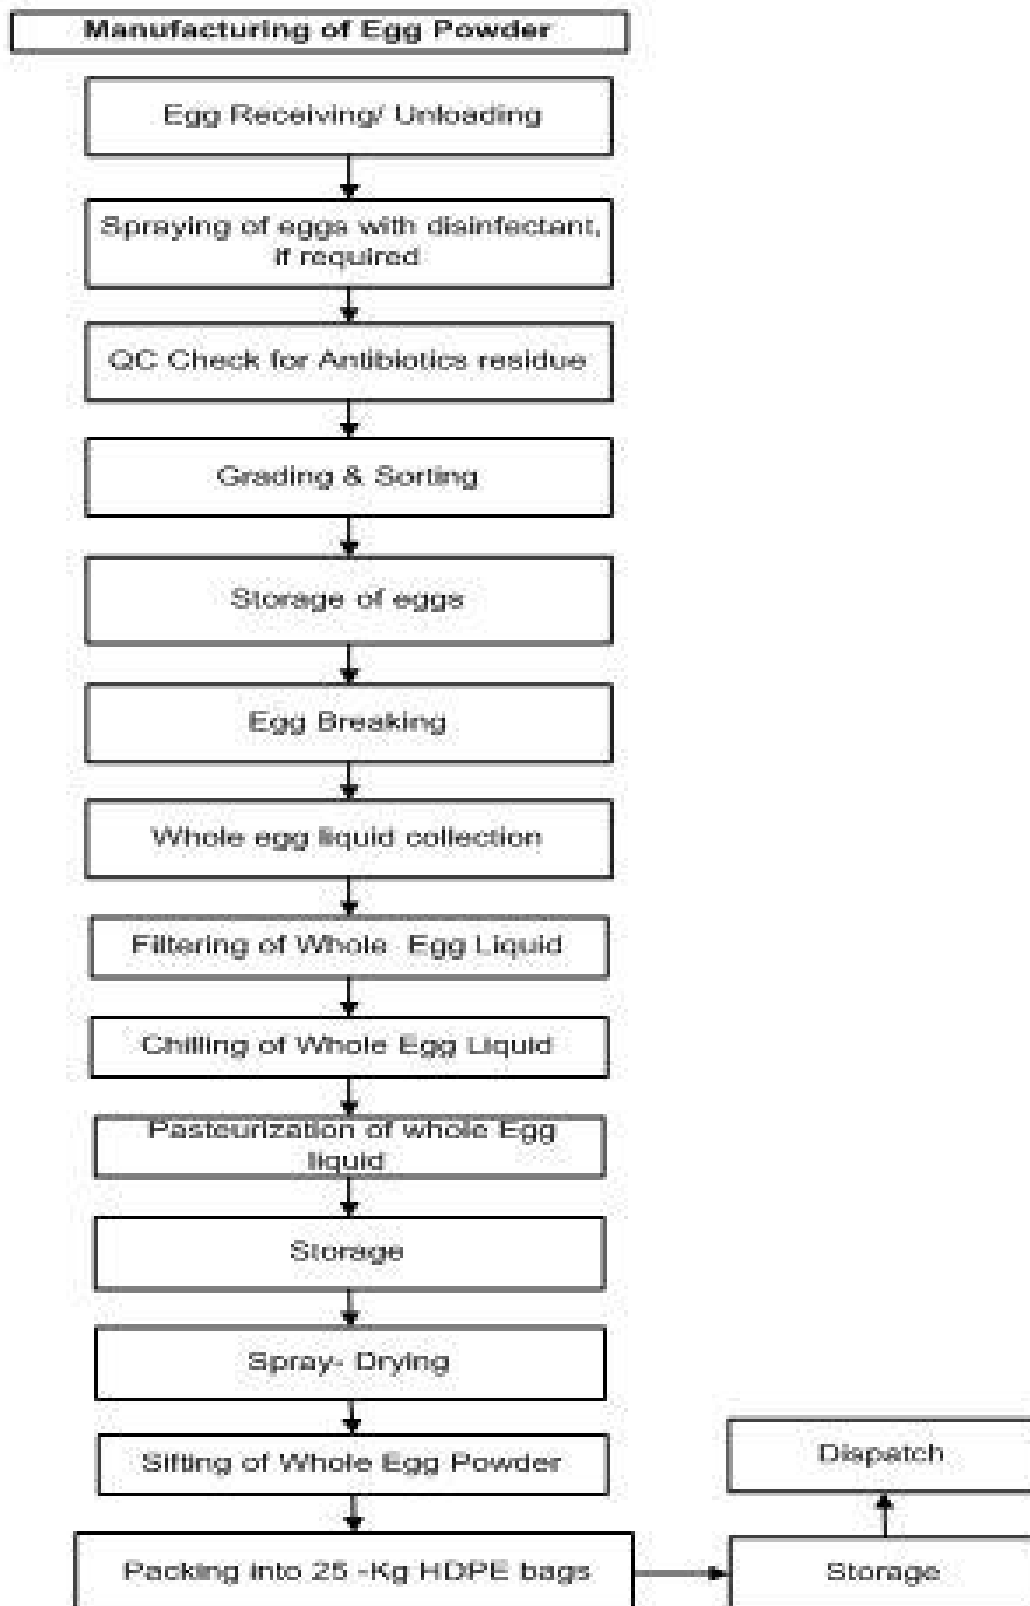 Manufacturing of Egg Powder
Egg Receiving/ Unloading
Spraying of eggs with disinfectant,
if required
QC Check for Antibiotics residue
Grading & Sorting
Storage of eggs
Egg Breaking
Whole egg liquid collection
Filtering of Whole Egg Liquid
Chilling of Whole Egg Liquid
Pasteurization of whole Egg
liquid
Storage
Spray- Drying
Sifting of Whole Egg Powder
Packing into 25 -Kg HDPE bags
Storage
Dispatch